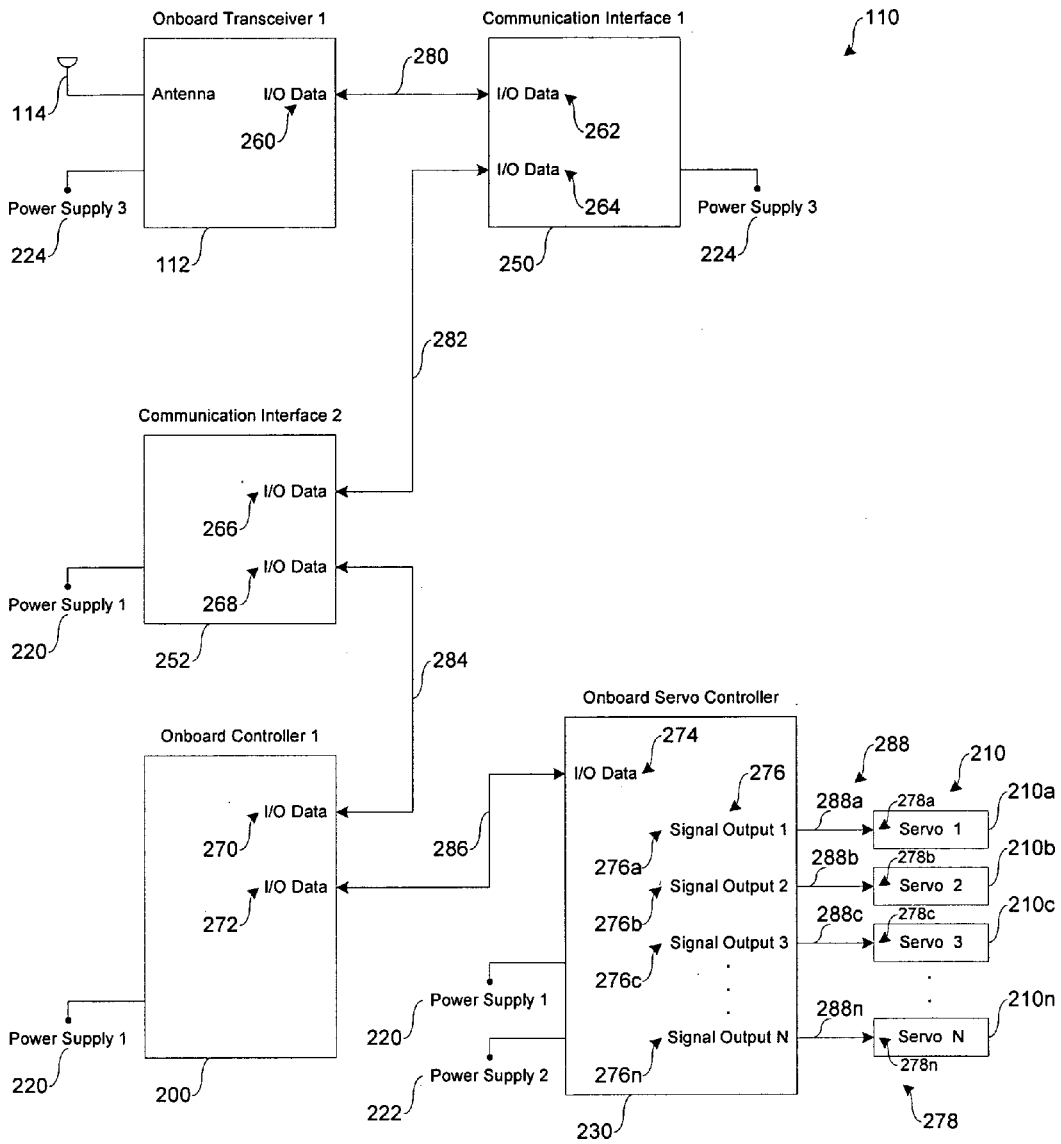 Onboard Transceiver 1
Communication Interface 1
110
280
Antenna
I/O Data
I/O Data
114
260
262
I/O Data
264
Power Supply 3
Power Supply 3
224
112
250
224
282
Communication Interface 2
I/O Data
266
I/O Data
Power Supply 1
268
220
252
284
Onboard Servo Controller
Onboard Controller 1
274
288
210
I/O Data
276
288a
278a
210a
I/O Data
Signal Output 1
Servo 1
270
286
276a
288b
278b
210b
I/O Data
Signal Output 2
Servo 2
272
276b
288c
278c
210c
Signal Output 3
Servo 3
276c
Power Supply 1
288n
210n
Power Supply 1
220
Signal Output N
Servo N
220
276n
278n
Power Supply 2
200
222
230
278